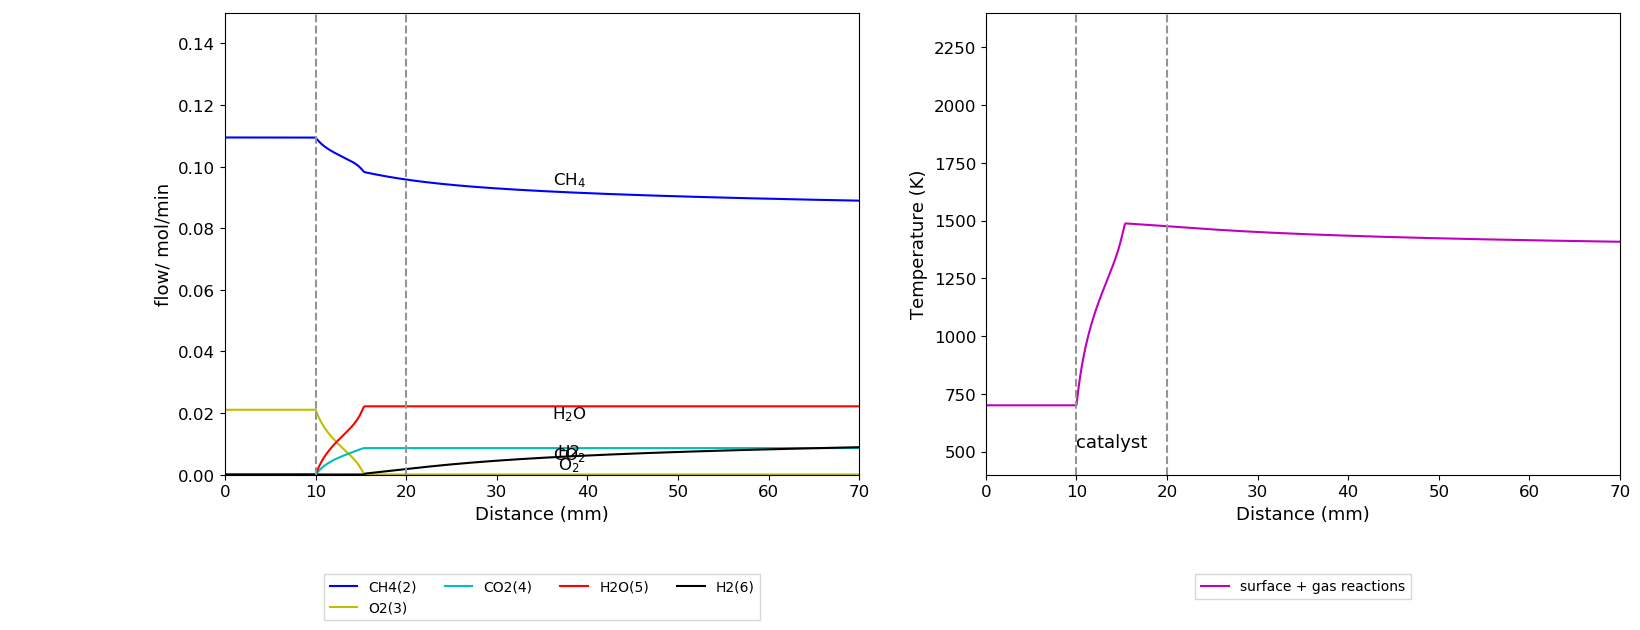 0.14
0.12
0.10
0.08
0.06
0.04
0.02
0.00
flow/ mol/min
CH4
H2O
H2
CO2
O2
0 10 20 30 40 50 60 70
Distance (mm)
CH4(2) CO2(4) H2O(5) H2(6)
O2(3)
2250
2000
1750
1500
1250
1000
750
500
Temperature (K)
catalyst
0 10 20 30 40 50 60 70
Distance (mm)
surface + gas reactions